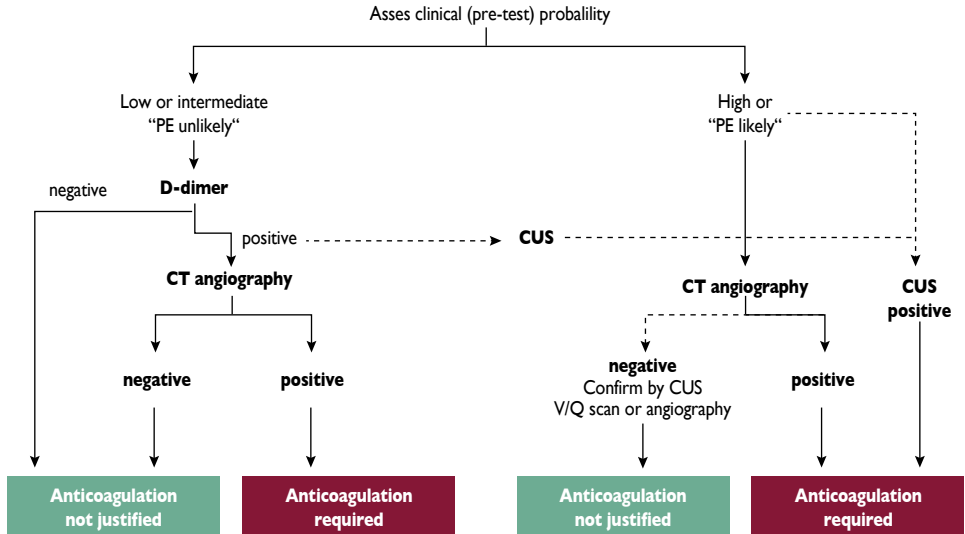 Asses clinical (pre-test) probalility
Low or intermediate
“PE unlikely“
High or
“PE likely“
negative
D-dimer
positive
CUS
CT angiography
CT angiography
CUS
positive
negative
positive
negative
Confirm by CUS
V/Q scan or angiography
positive
Anticoagulation
not justified
Anticoagulation
required
Anticoagulation
not justified
Anticoagulation
required